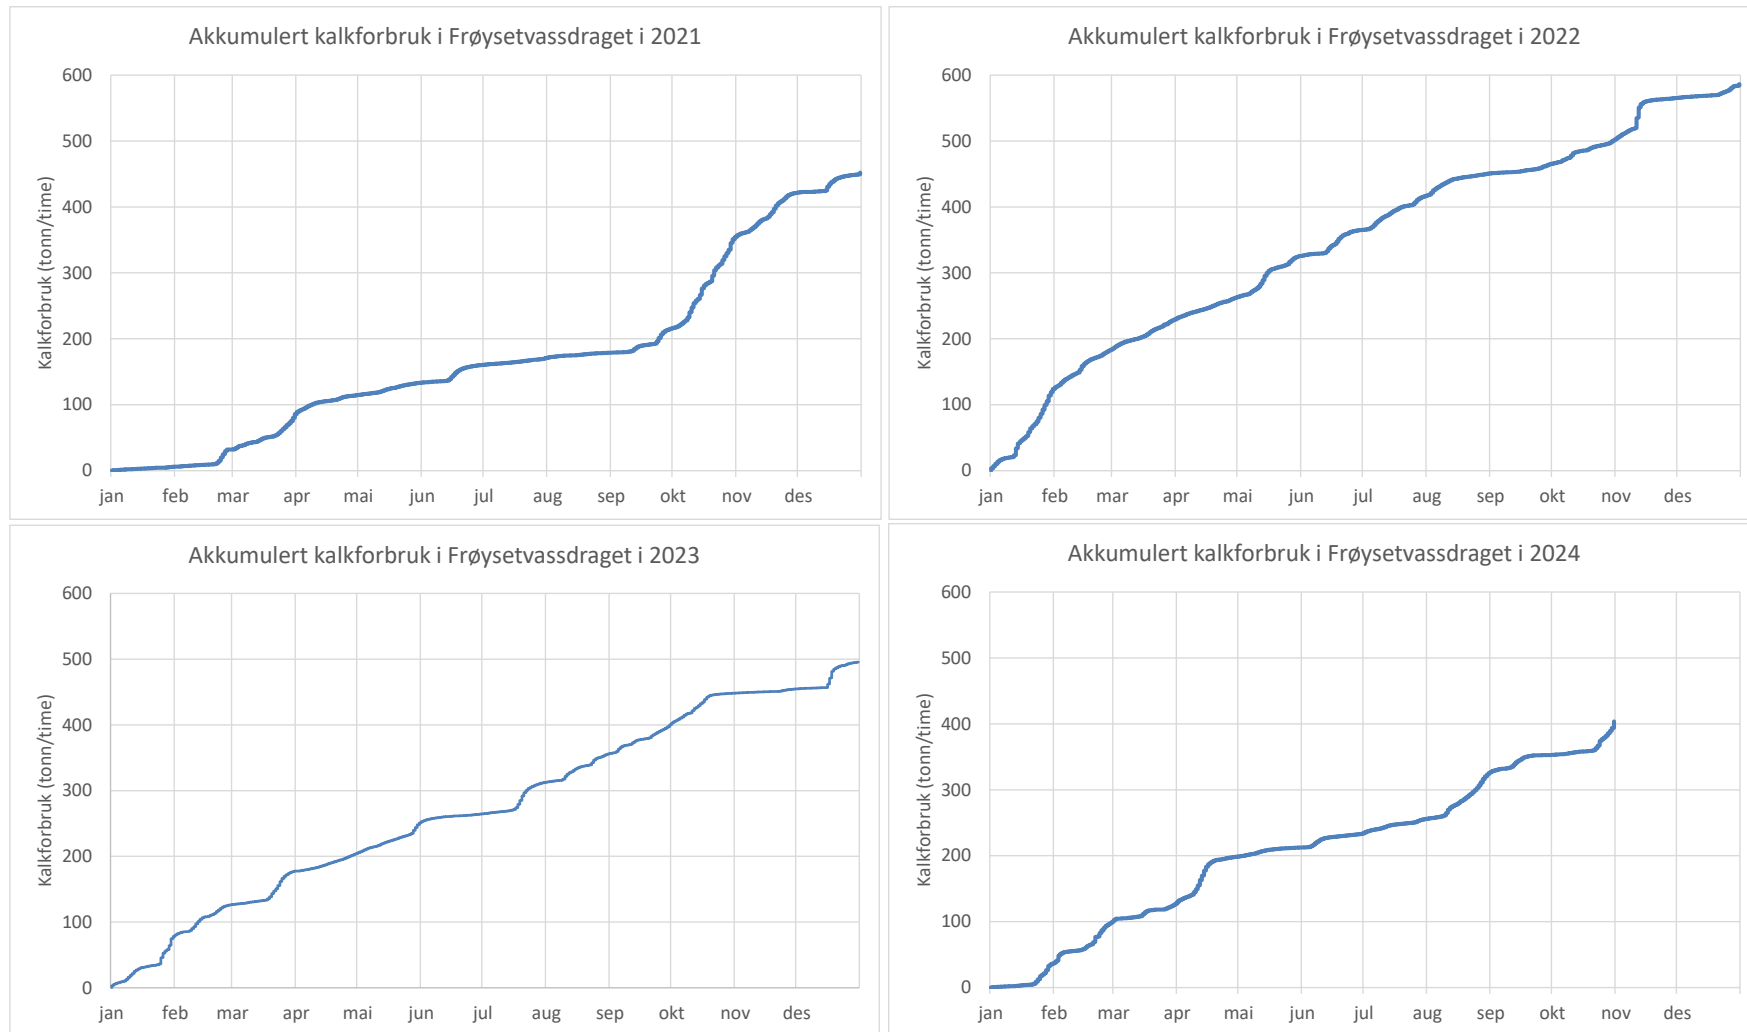 Akkumulert kalkforbruk i Frøysetvassdraget i 2021
Kalkforbruk (tonn/time)
600
500
400
300
200
100
0
jan feb mar apr mai jun jul aug sep okt nov des
Akkumulert kalkforbruk i Frøysetvassdraget i 2022
Kalkforbruk (tonn/time)
600
500
400
300
200
100
0
jan feb mar apr mai jun jul aug sep okt nov des
Akkumulert kalkforbruk i Frøysetvassdraget i 2023
Kalkforbruk (tonn/time)
600
500
400
300
200
100
0
jan feb mar apr mai jun jul aug sep okt nov des
Akkumulert kalkforbruk i Frøysetvassdraget i 2024
Kalkforbruk (tonn/time)
600
500
400
300
200
100
0
jan feb mar apr mai jun jul aug sep okt nov des